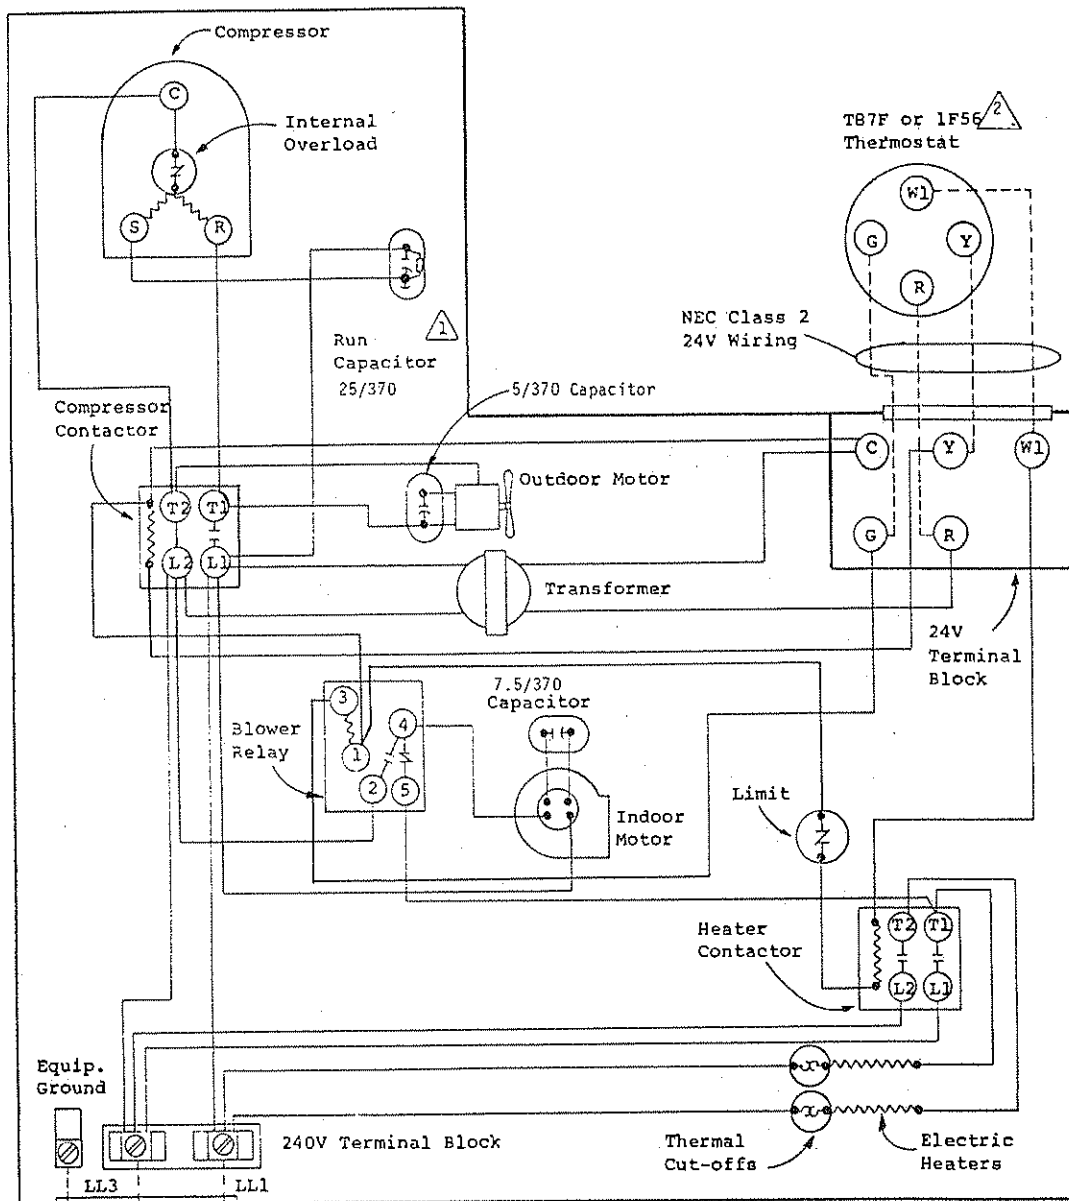 Compressor
C
Internal
Overload
S
R
2
TB7F or 1F56
Thermostat
W1
G
Y
R
NEC Class 2
24V Wiring
1
Run
Capacitor
25/370
5/370 Capacitor
Compressor
Contactor
C
Y
W1
Outdoor Motor
T2
T1
G
R
L2
L1
Transformer
24V
Terminal
Block
7.5/370
Capacitor
3
4
Blower
Relay
1
2
5
Indoor
Motor
Limit
Heater
Contactor
T2
T1
L2
L1
Equip.
Ground
240V Terminal Block
Thermal
Cut-offs
Electric
Heaters
LL3
LL1